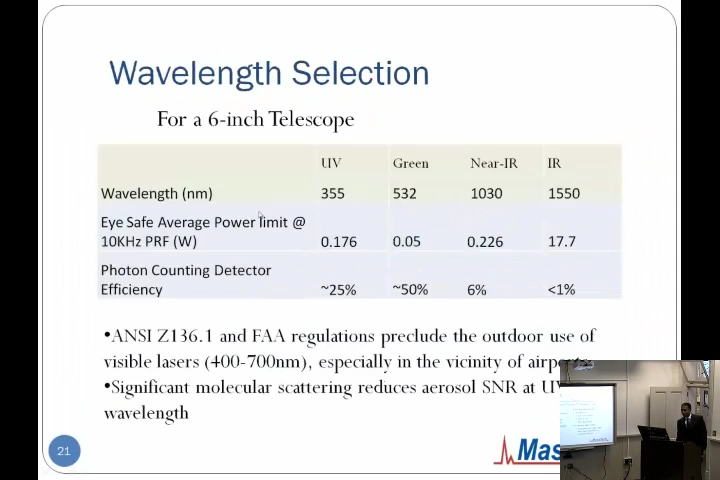 Wavelength Selection
For a 6-inch Telescope
UV Green Near-IR IR
Wavelength (nm) 355 532 1030 1550
Eye Safe Average Power limit @
10KHz PRF (W) 0.176 0.05 0.226 17.7
Photon Counting Detector
Efficiency ~25% ~50% 6% <1%
•ANSI Z136.1 and FAA regulations preclude the outdoor use of
visible lasers (400-700nm), especially in the vicinity of airports
•Significant molecular scattering reduces aerosol SNR at UV
wavelength
21